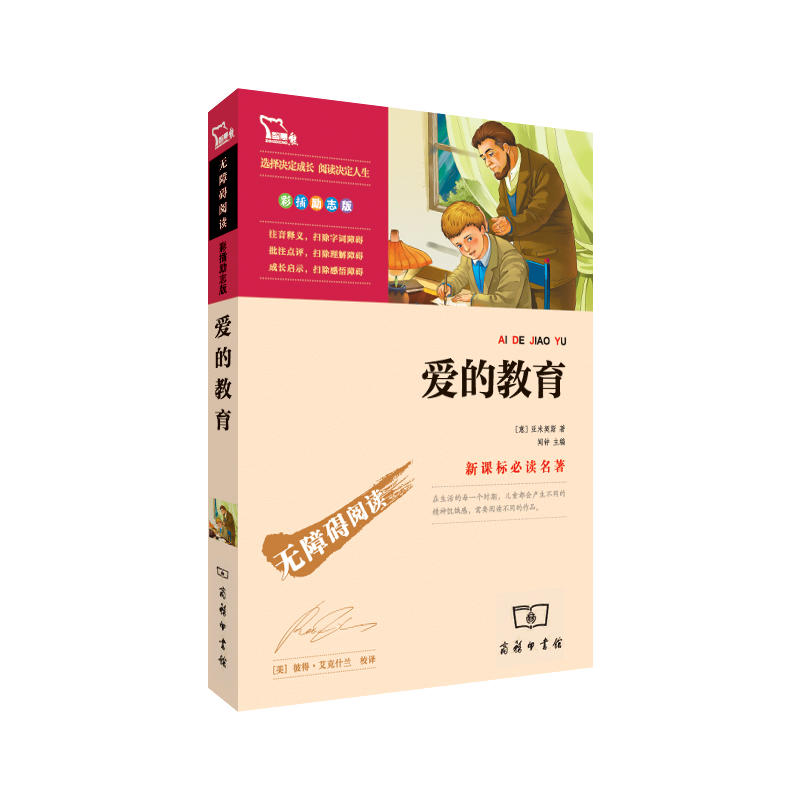 无障碍阅读
彩插励志版
爱的教育
商务印书馆
选择决定成长 阅读决定人生
彩插励志版
注音释义，扫除字词障碍
批注点评，扫除理解障碍
成长启示，扫除感悟障碍
AI DE JIAO YU
爱的教育
[意] 亚米契斯 著
闻钟 主编
新课标必读名著
在生活的每一个时期，儿童都会产生不同的
精神饥饿感，需要阅读不同的作品。
无障碍阅读
[美] 彼得·艾克什兰 校译
商务印书馆